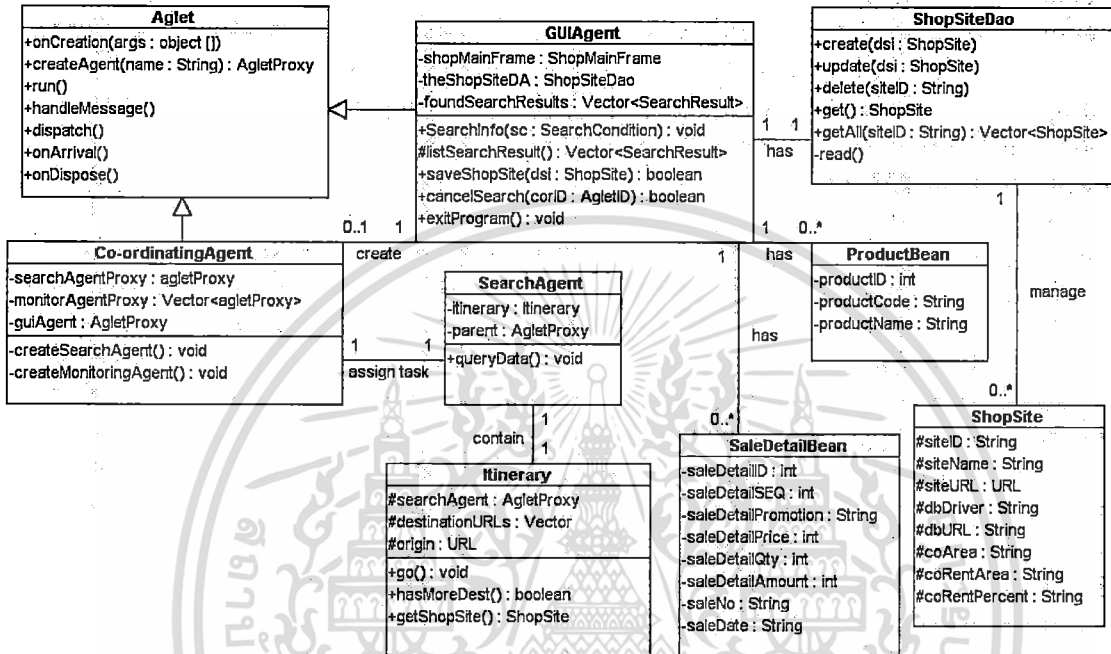 Aglet
+onCreation(args : object [])
+createAgent(name : String) : AgletProxy
+run()
+handleMessage()
+dispatch()
+onArrival()
+onDispose()
GUIAgent
-shopMainFrame : ShopMainFrame
-theShopSiteDA : ShopSiteDao
-foundSearchResults : Vector<SearchResult>
+SearchInfo(sc : SearchCondition) : void
#listSearchResult() : Vector<SearchResult>
+saveShopSite(dsi : ShopSite) : boolean
+cancelSearch(corID : AgletID) : boolean
+exitProgram() : void
ShopSiteDao
+create(dsi : ShopSite)
+update(dsi : ShopSite)
+delete(siteID : String)
+get() : ShopSite
+getAll(siteID : String) : Vector<ShopSite>
-read()
1 1
has
0..1 1
create
1 0..*
has
1
has
0..*
1
manage
0..*
Co-ordinatingAgent
-searchAgentProxy : agletProxy
-monitorAgentProxy : Vector<agletProxy>
-guiAgent : AgletProxy
-createSearchAgent() : void
-createMonitoringAgent() : void
1 1
assign task
SearchAgent
-itinerary : Itinerary
-parent : AgletProxy
+queryData() : void
1
contain
1
ProductBean
-productID : int
-productCode : String
-productName : String
Itinerary
#searchAgent : AgletProxy
#destinationURLs : Vector
#origin : URL
+go() : void
+hasMoreDest() : boolean
+getShopSite() : ShopSite
SaleDetailBean
-saleDetailID : int
-saleDetailSEQ : int
-saleDetailPromotion : String
-saleDetailPrice : int
-saleDetailQty : int
-saleDetailAmount : int
-saleNo : String
-saleDate : String
ShopSite
#siteID : String
#siteName : String
#siteURL : URL
#dbDriver : String
#dbURL : String
#coArea : String
#coRentArea : String
#coRentPercent : String